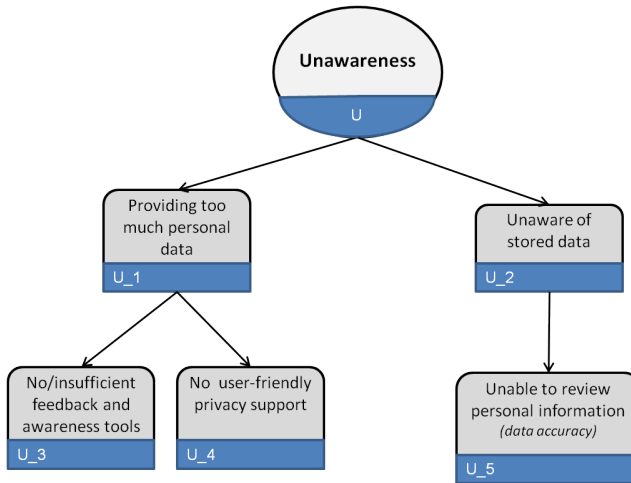 Unawareness
U
Providing too
much personal
data
U_1
Unaware of
stored data
U_2
No/insufficient
feedback and
awareness tools
U_3
No user-friendly
privacy support
U_4
Unable to review
personal information
(data accuracy)
U_5